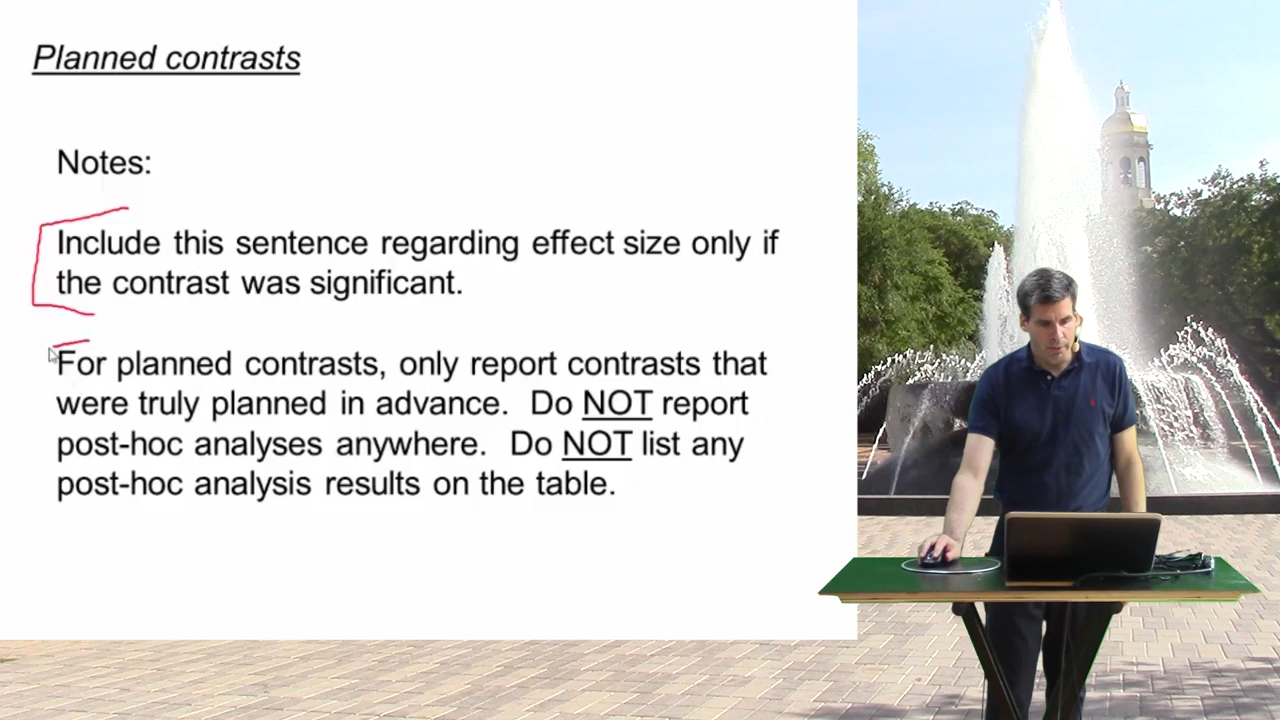 Planned contrasts
Notes:
Include this sentence regarding effect size only if
the contrast was significant.
For planned contrasts, only report contrasts that
were truly planned in advance. Do NOT report
post-hoc analyses anywhere. Do NOT list any
post-hoc analysis results on the table.